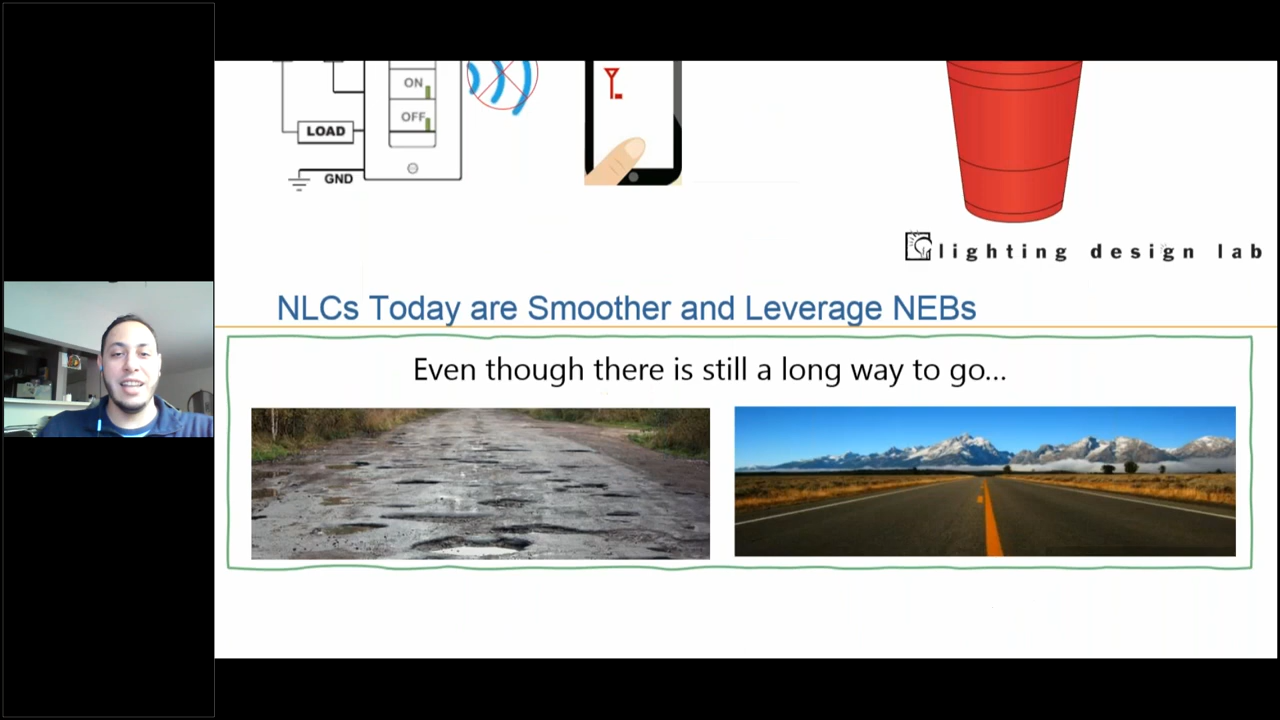 ON
OFF
LOAD
GND
lighting design lab
NLCs Today are Smoother and Leverage NEBs
Even though there is still a long way to go...